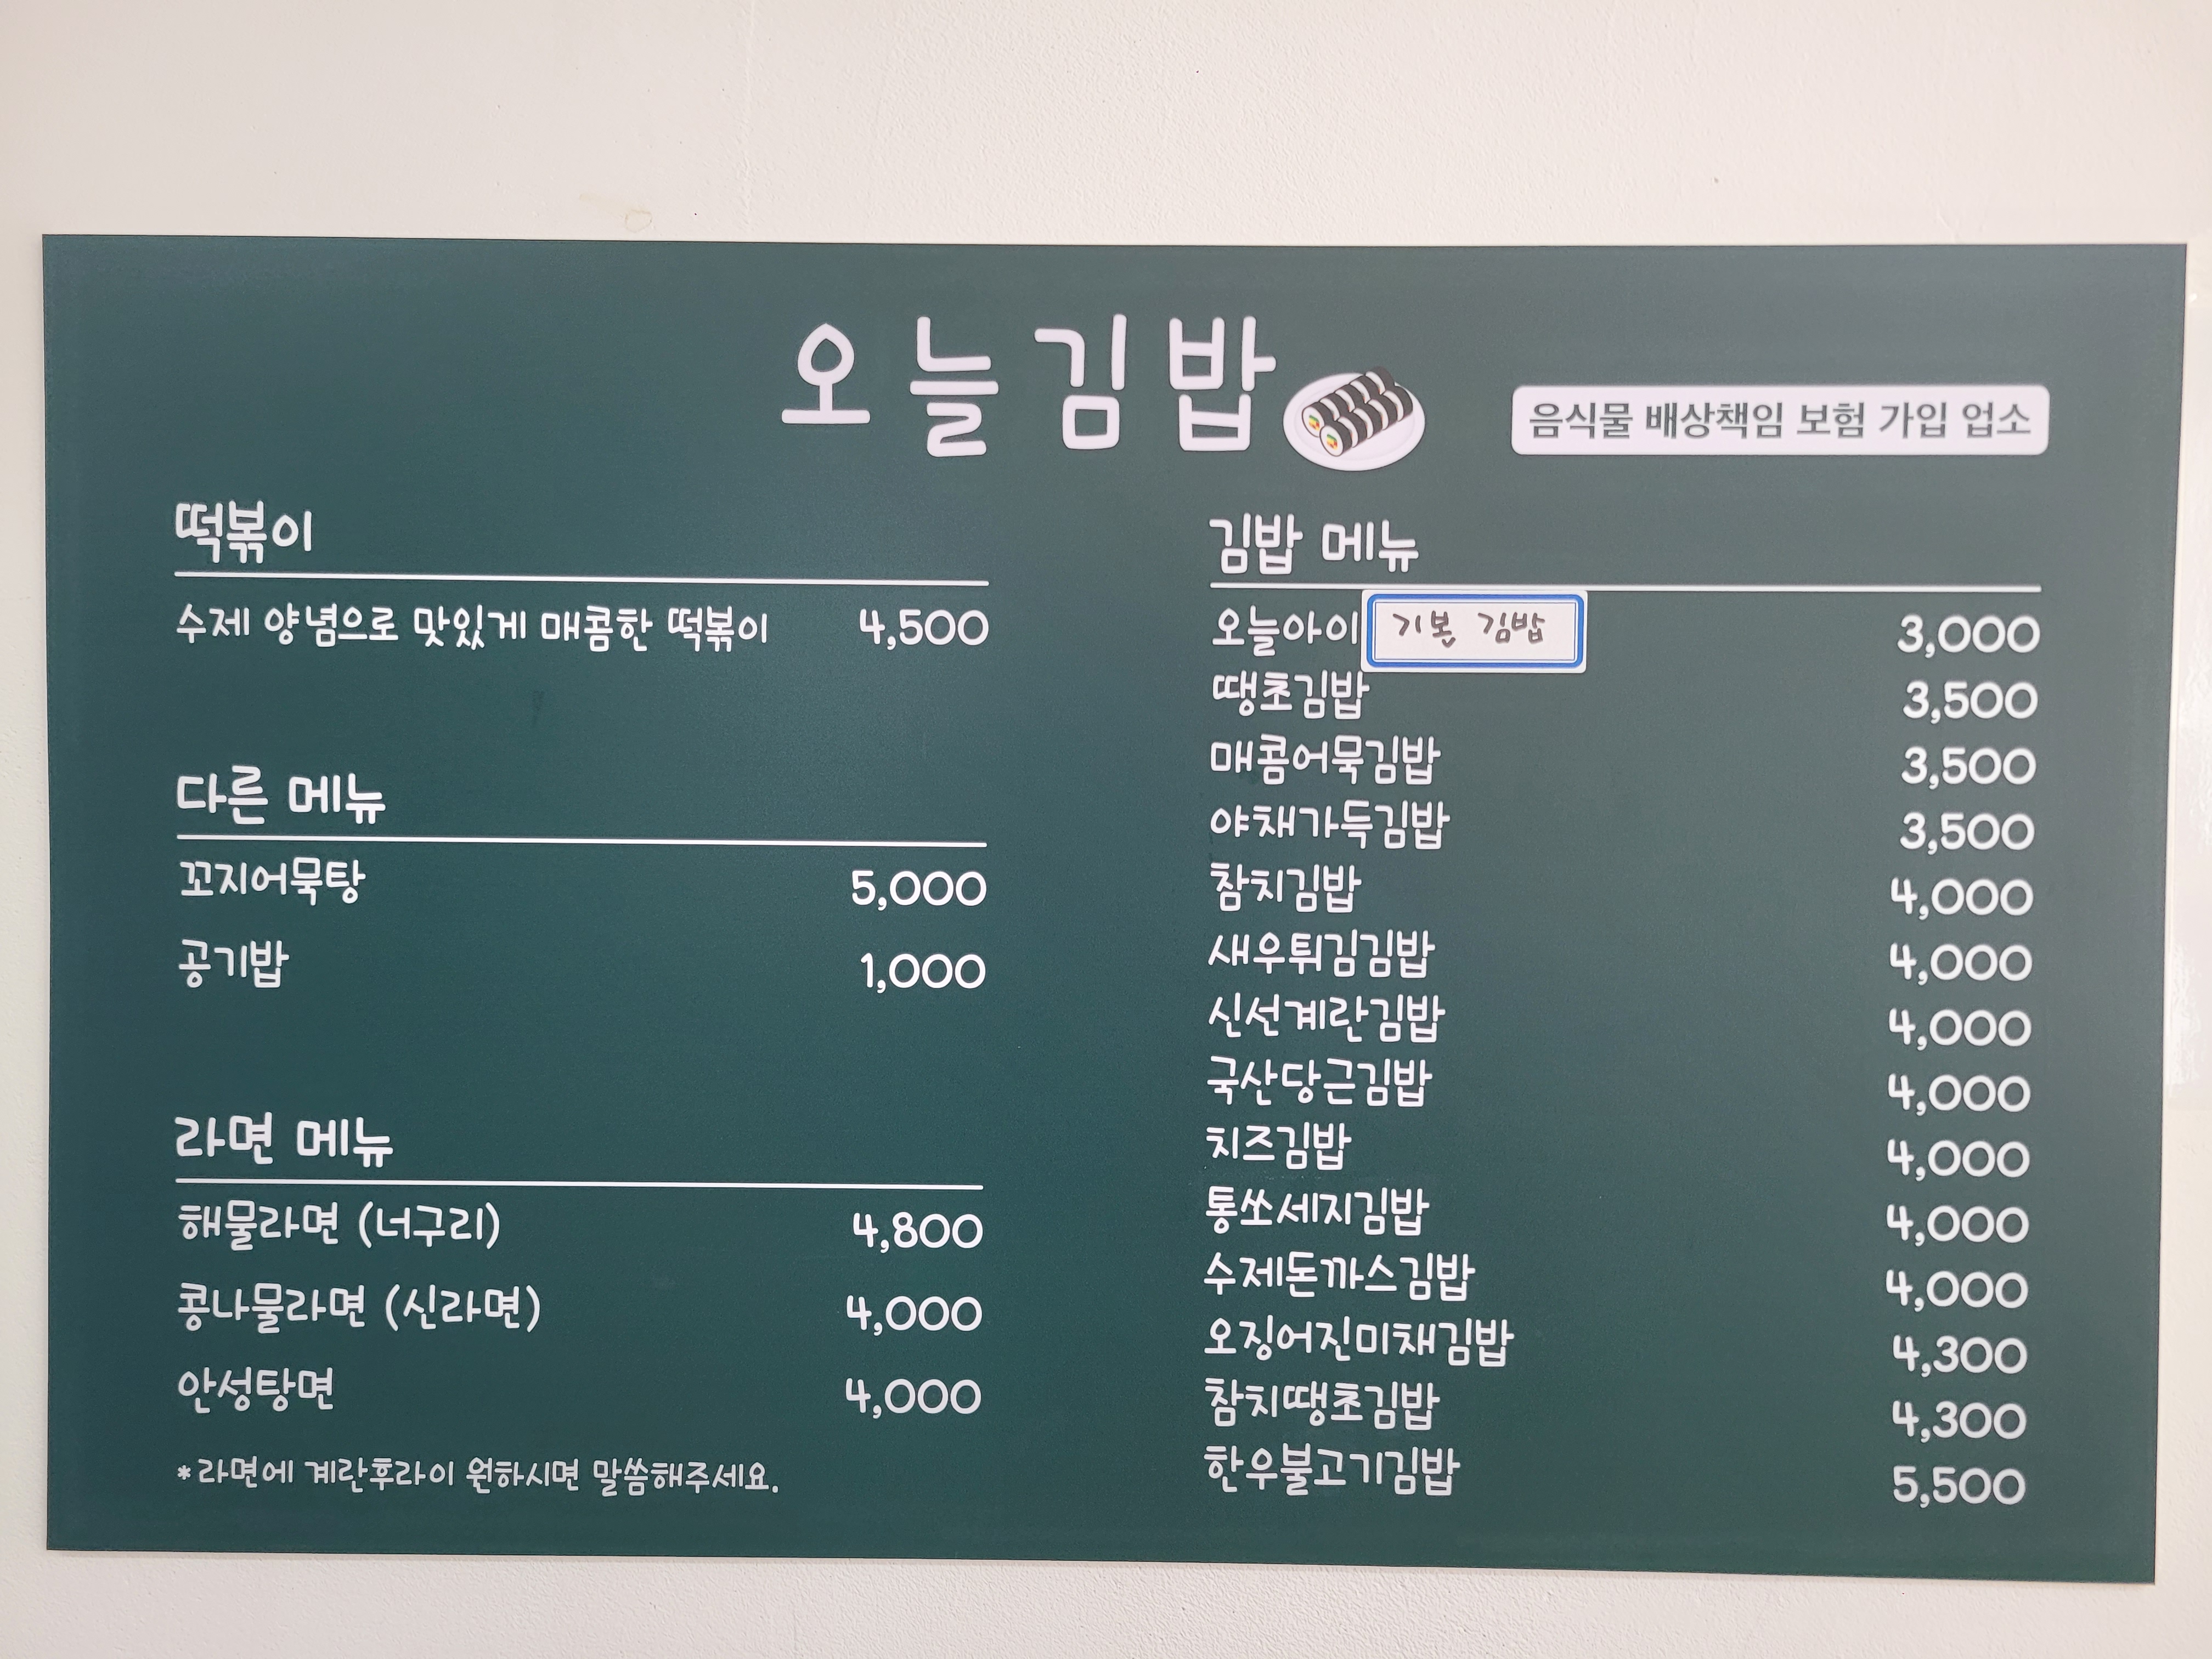 오늘김밥
음식물 배상책임 보험 가입 업소
떡볶이
수제 양념으로 맛있게 매콤한 떡볶이 4,500
다른 메뉴
꼬지어묵탕 5,000
공기밥 1,000
라면 메뉴
해물라면 (너구리) 4,800
콩나물라면 (신라면) 4,000
안성탕면 4,000
*라면에 계란후라이 원하시면 말씀해주세요.
김밥 메뉴
오늘아이 기본 김밥 3,000
땡초김밥 3,500
매콤어묵김밥 3,500
야채가득김밥 3,500
참치김밥 4,000
새우튀김김밥 4,000
신선계란김밥 4,000
국산당근김밥 4,000
치즈김밥 4,000
통쏘세지김밥 4,000
수제돈까스김밥 4,000
오징어진미채김밥 4,300
참치땡초김밥 4,300
한우불고기김밥 5,500